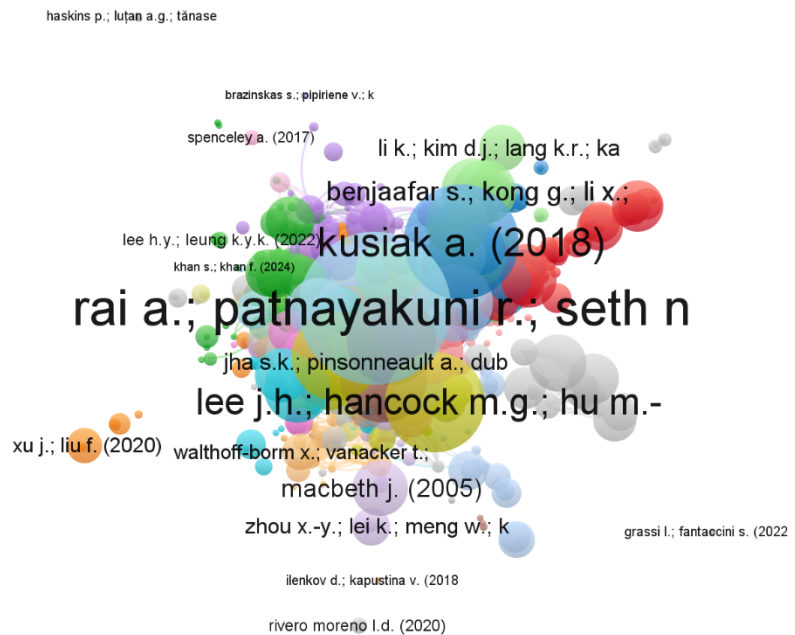 haskins p.; luțan a.g.; tănase
brazinskas s.; pipiriene v.; k
spenceley a. (2017)
li k.; kim d.j.; lang k.r.; ka
benjaafar s.; kong g.; li x.;
lee h.y.; leung k.y.k. (2022)
kusiak a. (2018)
khan s.; khan f. (2024)
rai a.; patnayakuni r.; seth n
jha s.k.; pinsonneault a.; dub
lee j.h.; hancock m.g.; hu m.-
xu j.; liu f. (2020)
walthoff-borm x.; vanacker t.;
macbeth j. (2005)
zhou x.-y.; lei k.; meng w.; k
grassi l.; fantaccini s. (2022
ilenkov d.; kapustina v. (2018
rivero moreno l.d. (2020)